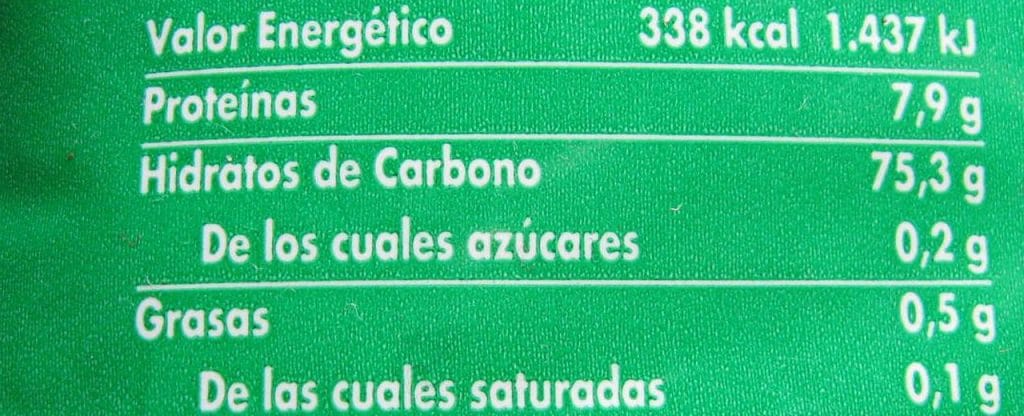 Valor Energético 338 kcal 1.437 kJ
Proteínas 7,9 g
Hidratos de Carbono 75,3 g
De los cuales azúcares 0,2 g
Grasas 0,5 g
De las cuales saturadas 0,1 g